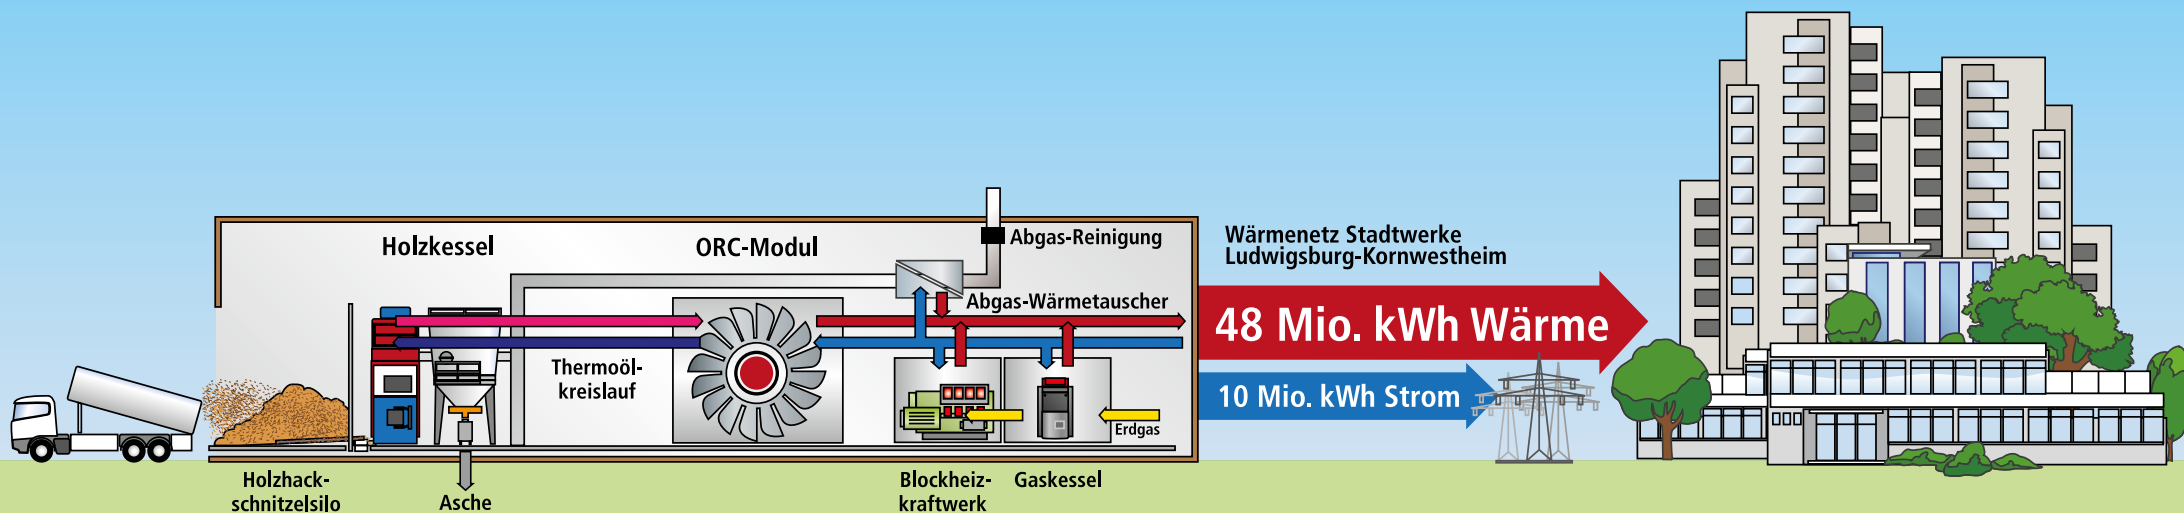 Holzkessel
ORC-Modul
Abgas-Reinigung
Abgas-Wärmetauscher
Thermoöl-
kreislauf
Erdgas
Holzhack-
schnitzelsilo
Asche
Blockheiz-
kraftwerk
Gaskessel
Wärmenetz Stadtwerke
Ludwigsburg-Kornwestheim
48 Mio. kWh Wärme
10 Mio. kWh Strom